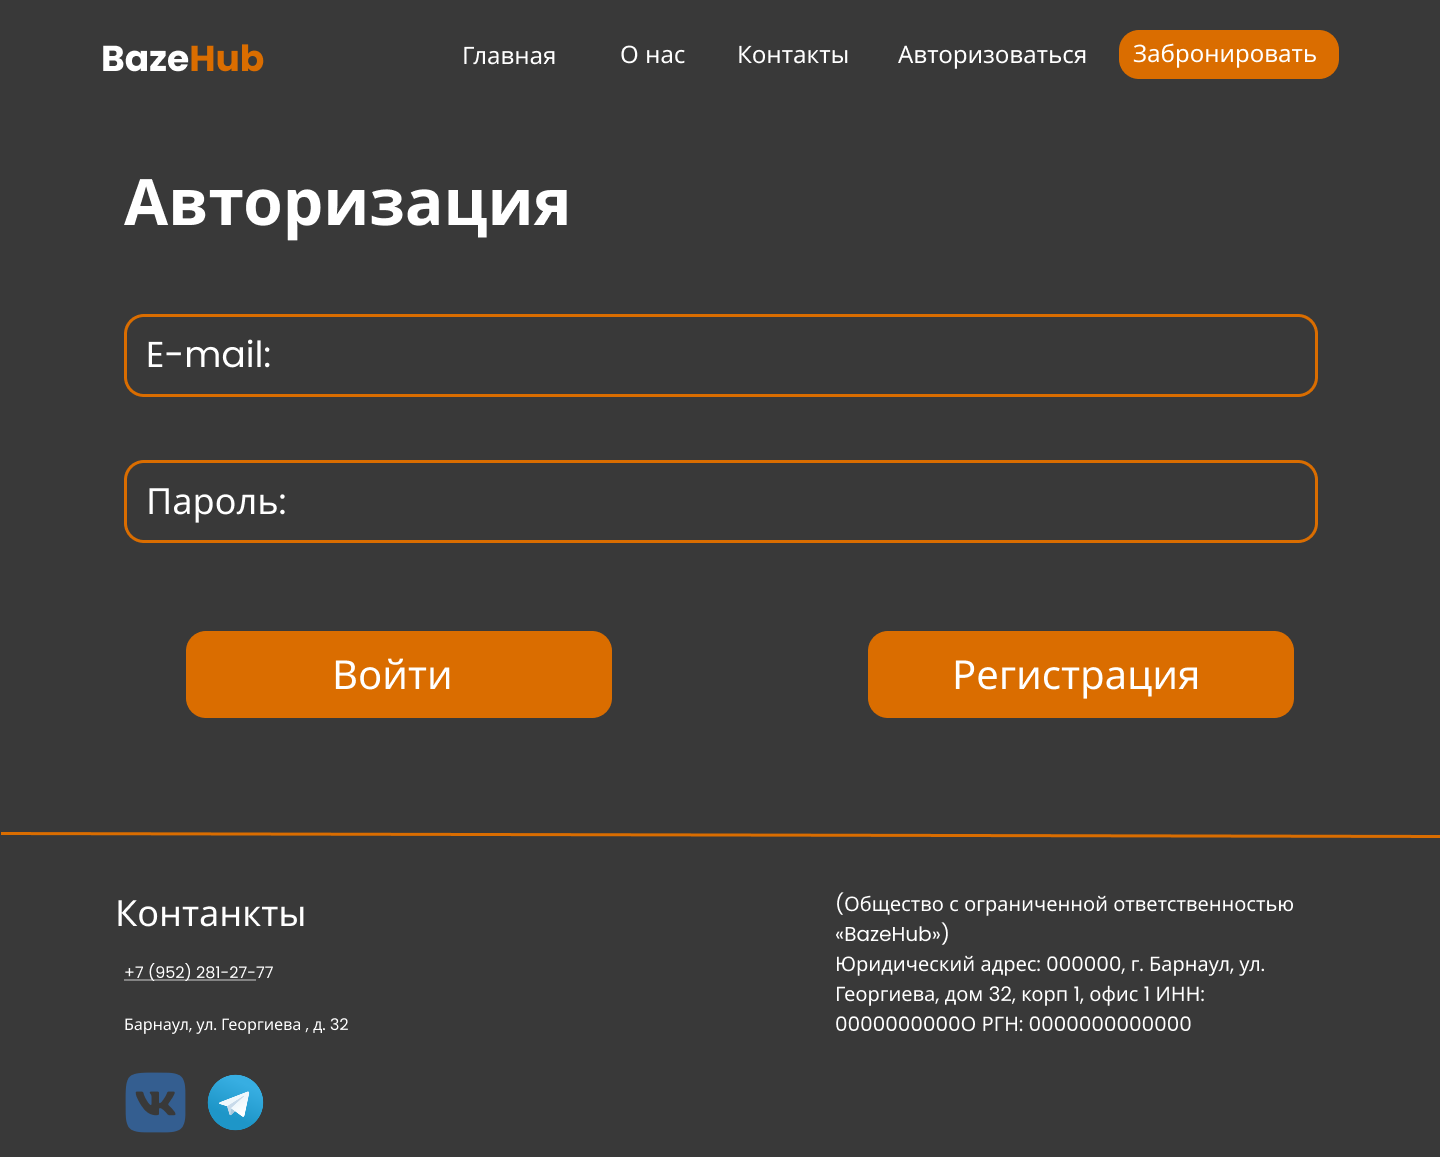 BazeHub
Главная
О нас
Контакты
Авторизоваться
Забронировать
Авторизация
E-mail:
Пароль:
Войти
Регистрация
Контанкты
+7 (952) 281-27-77
Барнаул, ул. Георгиева , д. 32
(Общество с ограниченной ответственностью
«BazeHub»)
Юридический адрес: 000000, г. Барнаул, ул.
Георгиева, дом 32, корп 1, офис 1 ИНН:
0000000000О РГН: 0000000000000